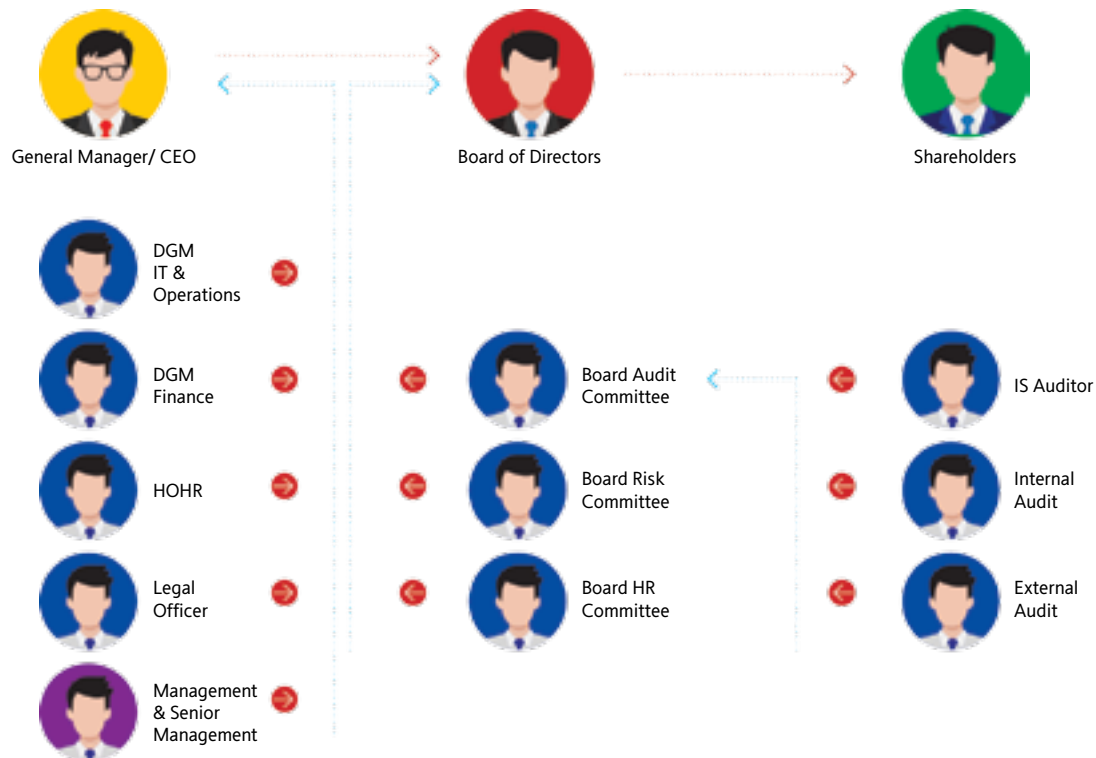 General Manager/ CEO
Board of Directors
Shareholders
DGM
IT &
Operations
DGM
Finance
Board Audit
Committee
IS Auditor
HOHR
Board Risk
Committee
Internal
Audit
Legal
Officer
Board HR
Committee
External
Audit
Management
& Senior
Management